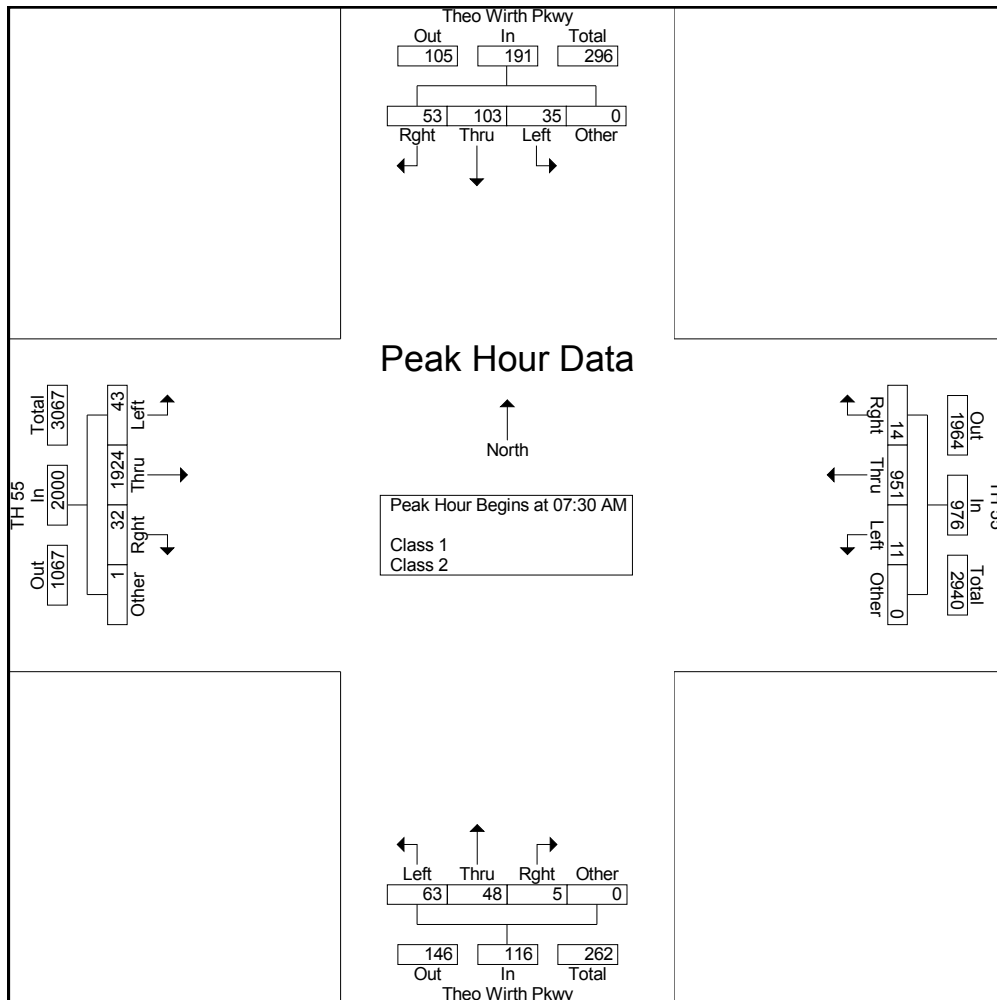 Theo Wirth Pkwy
Out In Total
105 191 296
53 103 35 0
Rght Thru Left Other
Peak Hour Data
North
Peak Hour Begins at 07:30 AM
Class 1
Class 2
TH 55
Total In Out
3067 2000 1067
43 1924 32 1
Left Thru Rght Other
Out In Total
1964 976 2940
14 951 11 0
Rght Thru Left Other
Left Thru Rght Other
63 48 5 0
146 116 262
Out In Total
Theo Wirth Pkwy